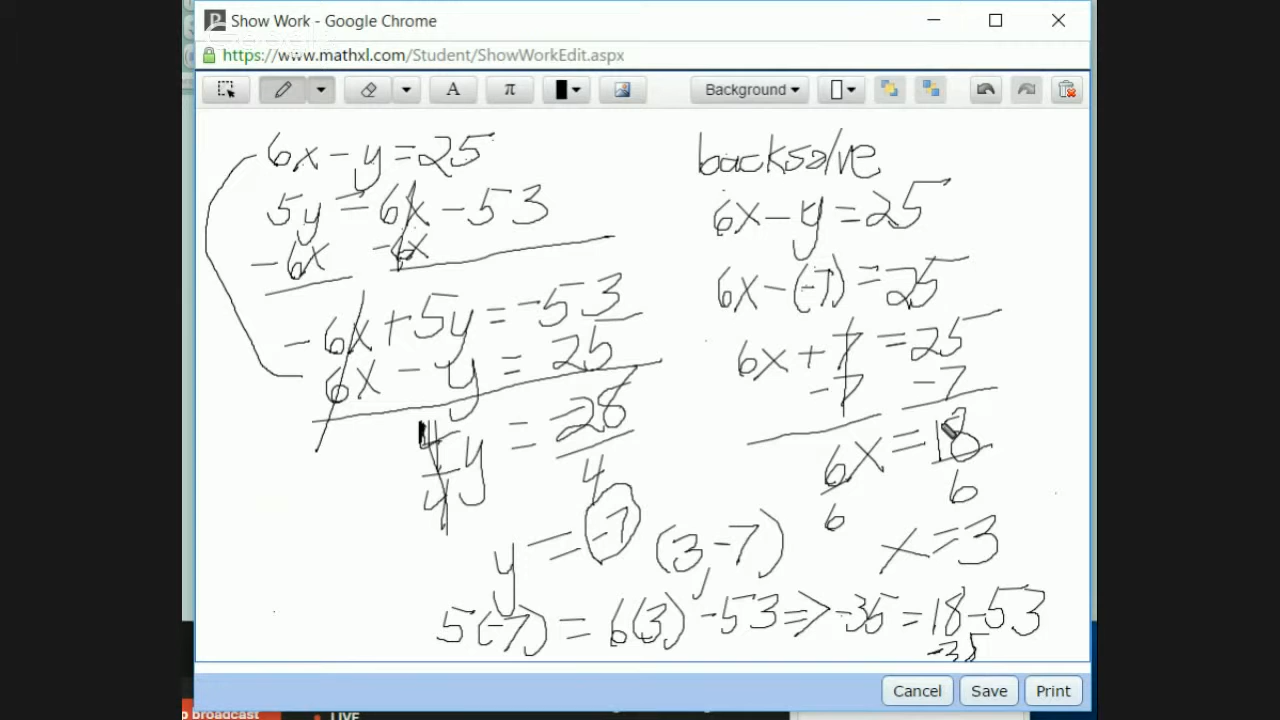 Show Work - Google Chrome
https://www.mathxl.com/Student/ShowWorkEdit.aspx
A π Background
6x - y = 25
5y = 6x - 53
-6x -6x
-6x + 5y = -53
6x - y = 25
4y = -28
4 4
y = -7
(3, -7)
backsolve
6x - y = 25
6x - (-7) = 25
6x + 7 = 25
-7 -7
6x = 18
6 6
x = 3
5(-7) = 6(3) - 53 => -35 = 18 - 53
-35
Cancel Save Print
p broadcast
LIVE